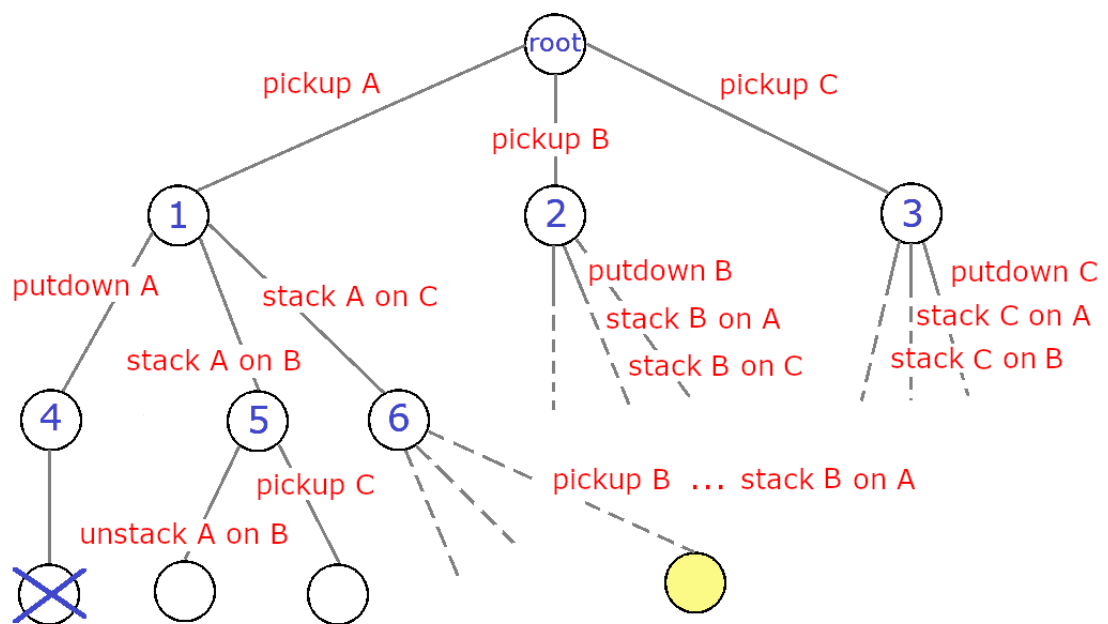 root
pickup A
pickup C
pickup B
1
2
3
putdown A
stack A on C
putdown B
putdown C
stack B on A
stack C on A
stack A on B
stack B on C
stack C on B
4
5
6
pickup C
pickup B ... stack B on A
unstack A on B